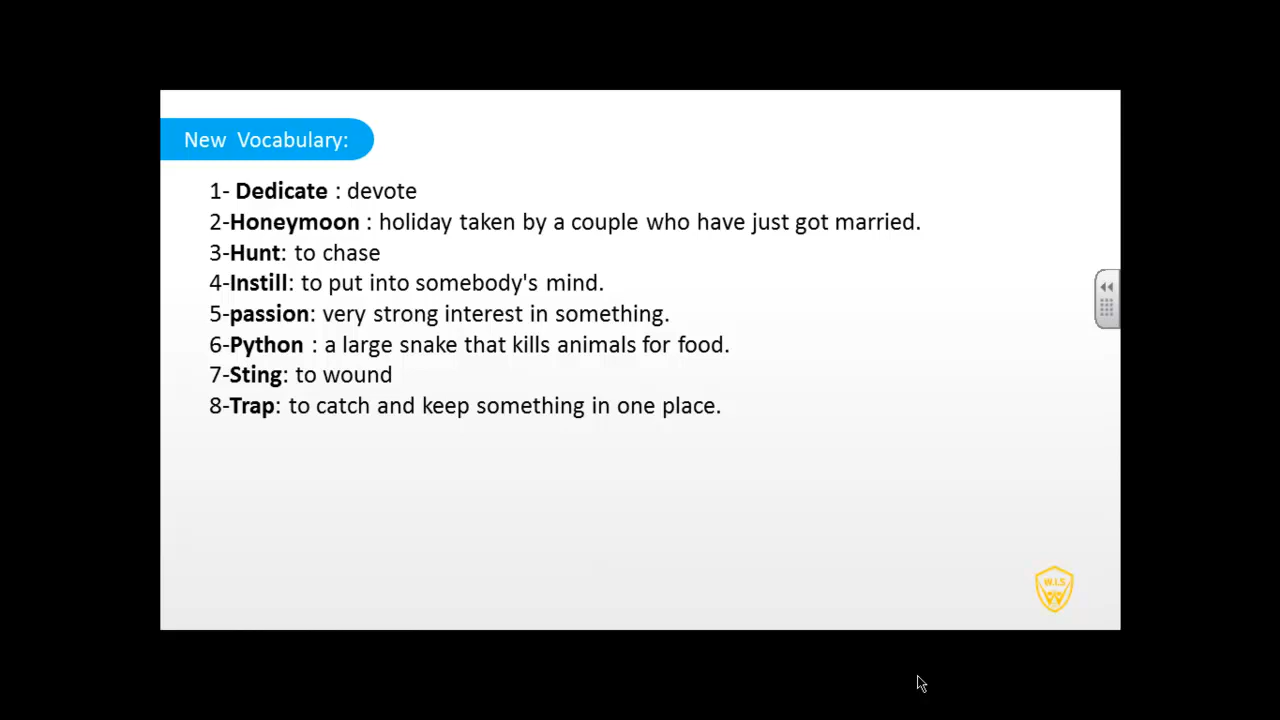 New Vocabulary:
1- Dedicate : devote
2-Honeymoon : holiday taken by a couple who have just got married.
3-Hunt: to chase
4-Instill: to put into somebody's mind.
5-passion: very strong interest in something.
6-Python : a large snake that kills animals for food.
7-Sting: to wound
8-Trap: to catch and keep something in one place.
W.I.S